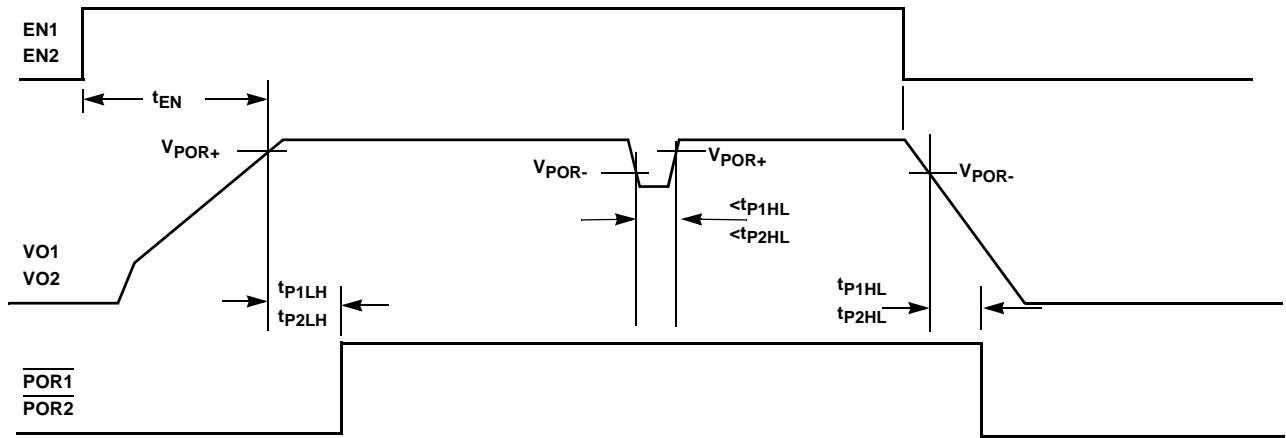 EN1
EN2
tEN
VPOR+
VPOR-
VPOR+
VPOR-
<tP1HL
<tP2HL
VO1
VO2
tP1LH
tP2LH
tP1HL
tP2HL
POR1
POR2